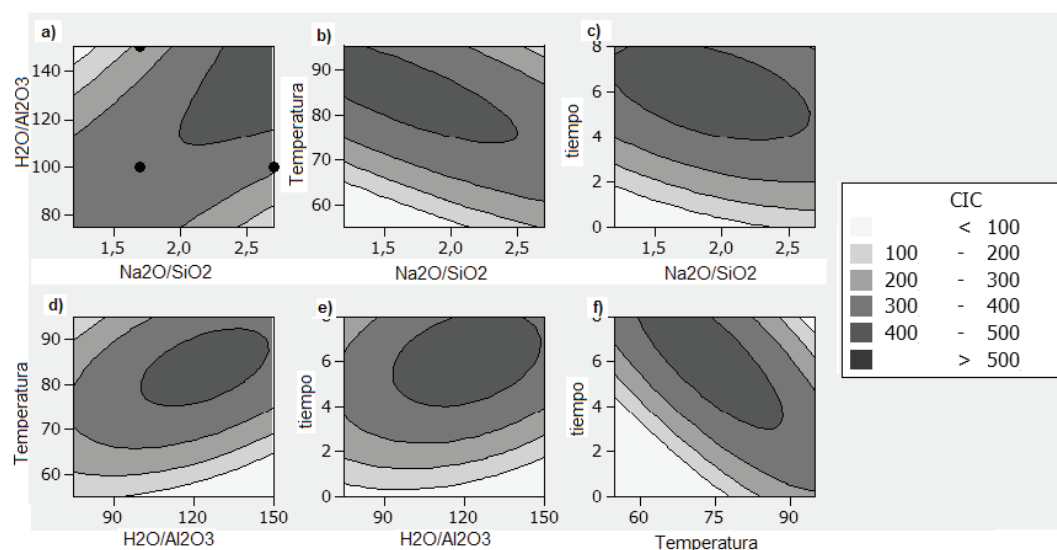 a)
H2O/Al2O3
140
120
100
80
1,5 2,0 2,5
Na2O/SiO2
b)
Temperatura
90
80
70
60
1,5 2,0 2,5
Na2O/SiO2
c)
tiempo
8
6
4
2
0
1,5 2,0 2,5
Na2O/SiO2
d)
Temperatura
90
80
70
60
90 120 150
H2O/Al2O3
e)
tiempo
6
4
2
0
90 120 150
H2O/Al2O3
f)
tiempo
6
4
2
0
55 75 90
Temperatura
CIC
< 100
100 - 200
200 - 300
300 - 400
400 - 500
> 500